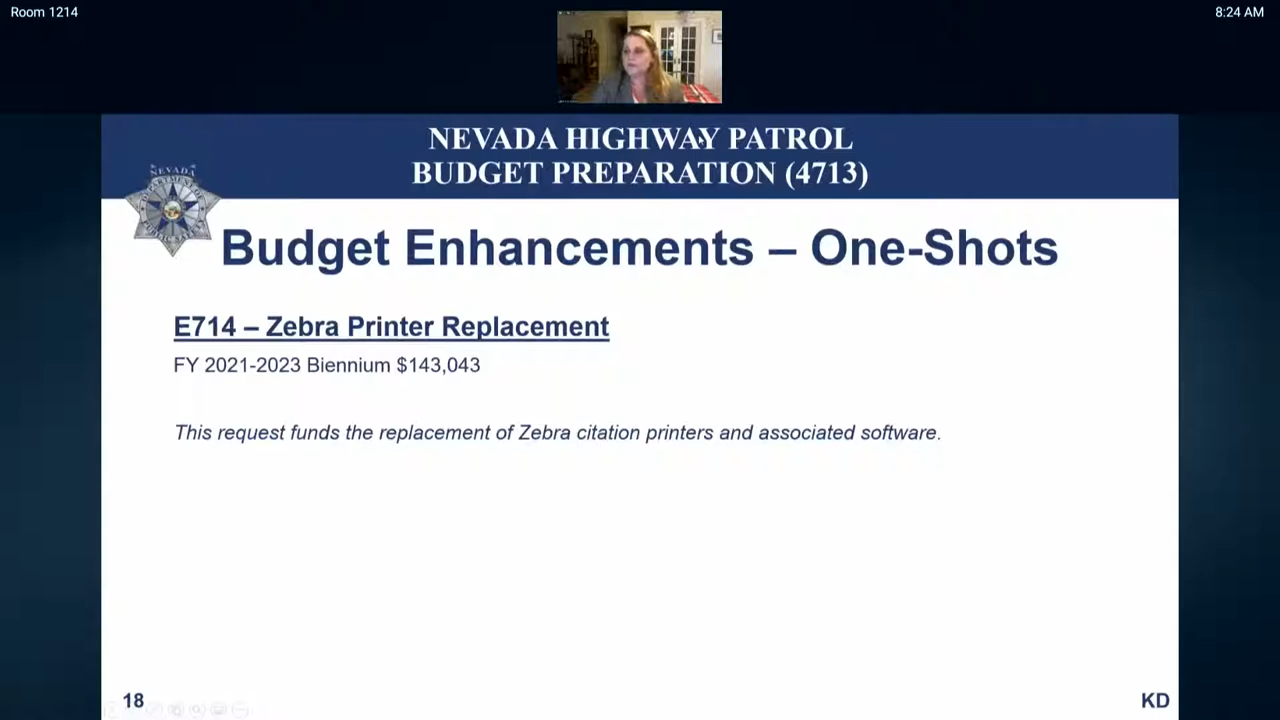 Room 1214
8:24 AM
NEVADA HIGHWAY PATROL
BUDGET PREPARATION (4713)
NEVADA
Budget Enhancements – One-Shots
E714 – Zebra Printer Replacement
FY 2021-2023 Biennium $143,043
This request funds the replacement of Zebra citation printers and associated software.
18
KD